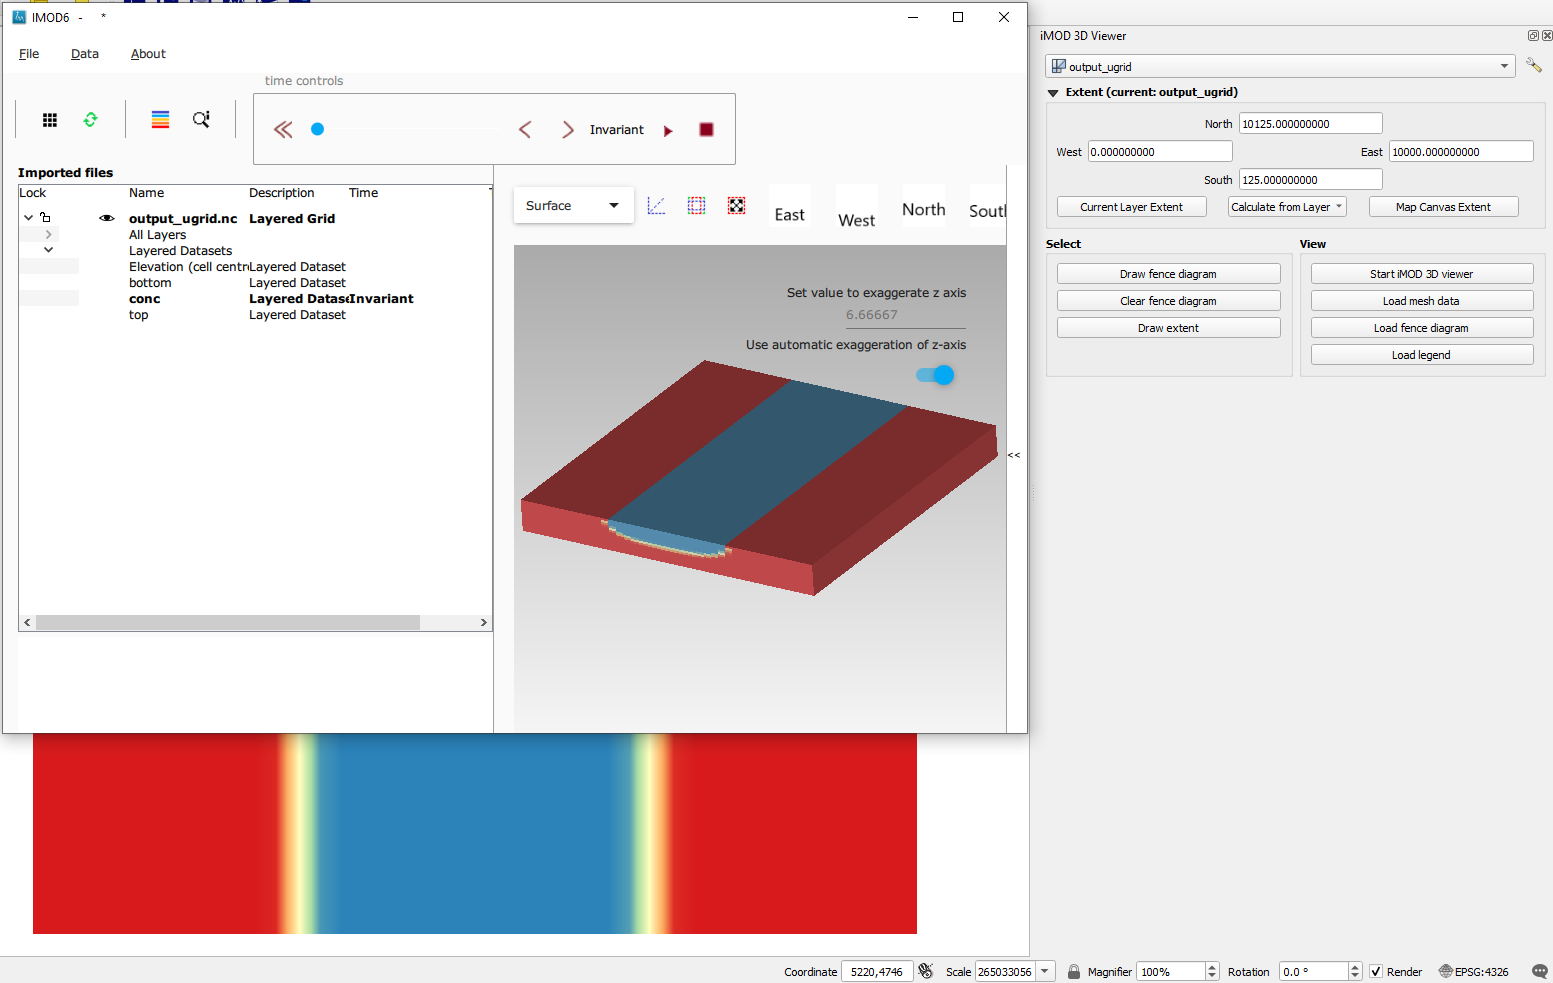 IMOD6 - *
File Data About
time controls
Invariant
Imported files
Lock Name Description Time
output_ugrid.nc Layered Grid
All Layers
Layered Datasets
Elevation (cell centr Layered Dataset
bottom Layered Dataset
conc Layered Datase Invariant
top Layered Dataset
Surface
East
West
North
South
Set value to exaggerate z axis
6.66667
Use automatic exaggeration of z-axis
<<
iMOD 3D Viewer
output_ugrid
Extent (current: output_ugrid)
North 10125.000000000
West 0.000000000
East 10000.000000000
South 125.000000000
Current Layer Extent
Calculate from Layer
Map Canvas Extent
Select
Draw fence diagram
Clear fence diagram
Draw extent
View
Start iMOD 3D viewer
Load mesh data
Load fence diagram
Load legend
Coordinate 5220,4746 Scale 265033056 Magnifier 100% Rotation 0.0 ° Render EPSG:4326